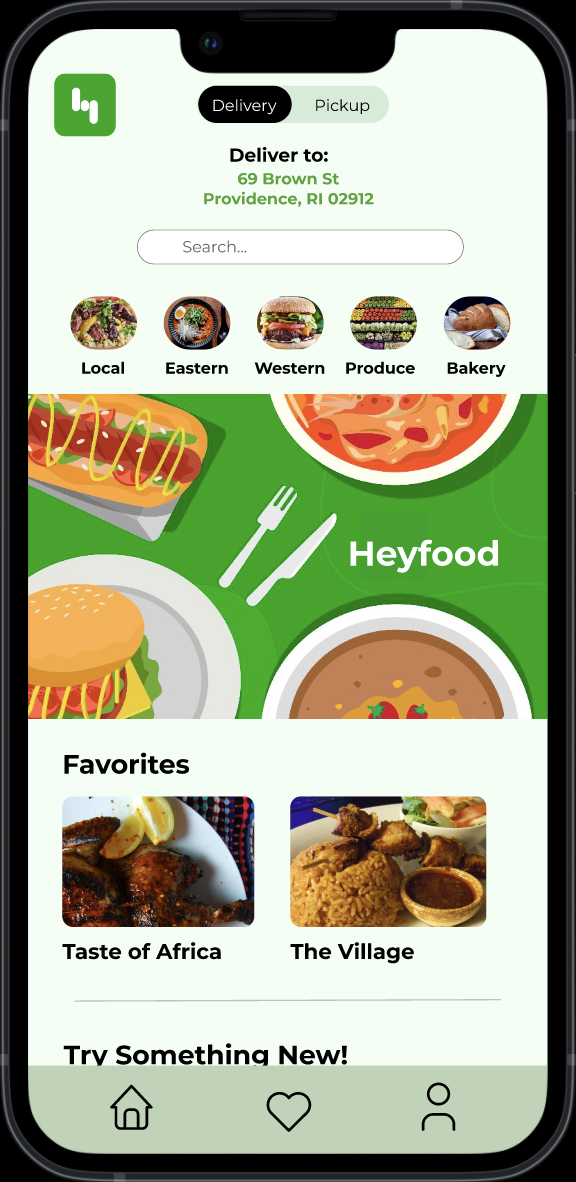 Delivery Pickup
Deliver to:
69 Brown St
Providence, RI 02912
Search...
Local Eastern Western Produce Bakery
Heyfood
Favorites
Taste of Africa The Village
Try Something New!